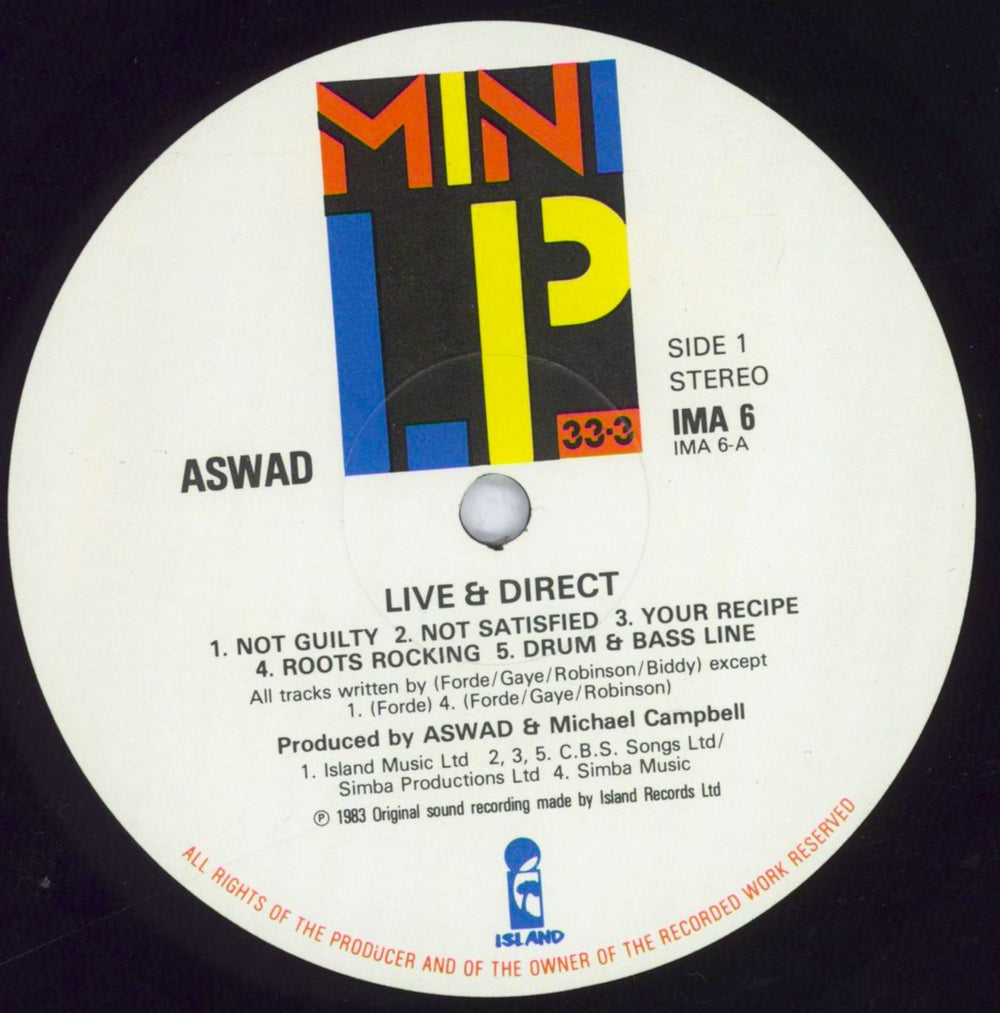 MINI
LP
33·3
SIDE 1
STEREO
IMA 6
IMA 6-A
ASWAD
LIVE & DIRECT
1. NOT GUILTY 2. NOT SATISFIED 3. YOUR RECIPE
4. ROOTS ROCKING 5. DRUM & BASS LINE
All tracks written by (Forde/Gaye/Robinson/Biddy) except
1. (Forde) 4. (Forde/Gaye/Robinson)
Produced by ASWAD & Michael Campbell
1. Island Music Ltd 2, 3, 5. C.B.S. Songs Ltd/
Simba Productions Ltd 4. Simba Music
Ⓟ 1983 Original sound recording made by Island Records Ltd
ISLAND
ALL RIGHTS OF THE PRODUCER AND OF THE OWNER OF THE RECORDED WORK RESERVED